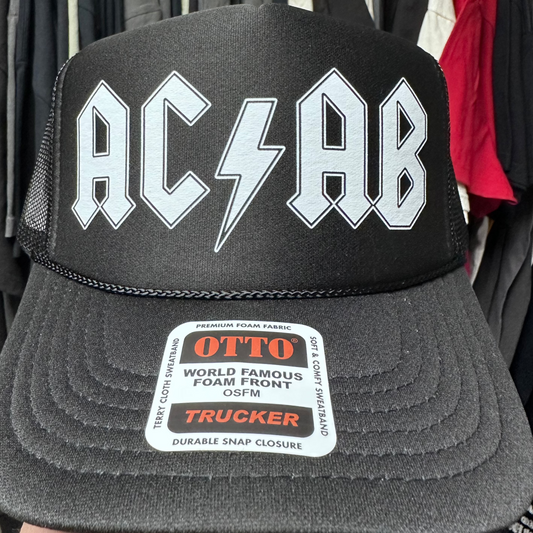 AC⚡AB
PREMIUM FOAM FABRIC
OTTO®
WORLD FAMOUS
FOAM FRONT
OSFM
TRUCKER
DURABLE SNAP CLOSURE
TERRY CLOTH SWEATBAND
SOFT & COMFY SWEATBAND